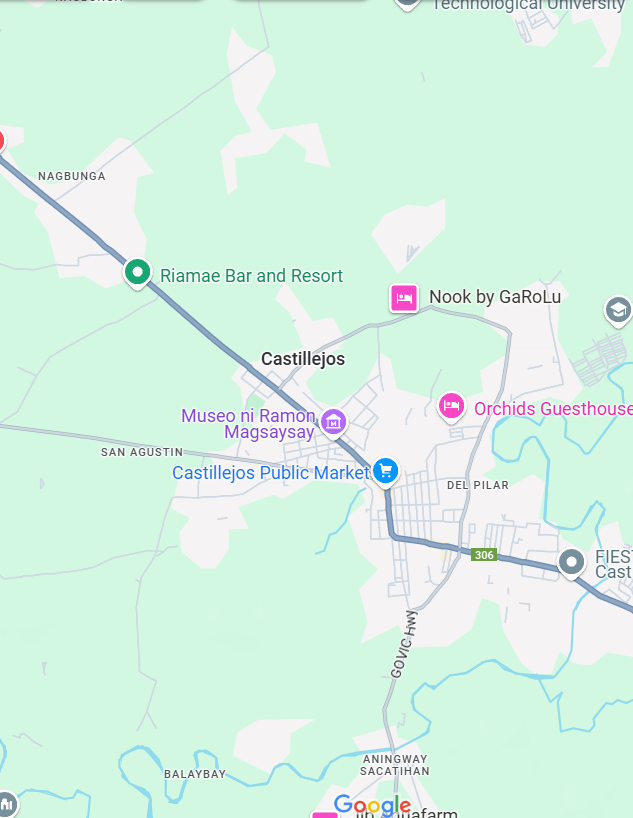 Technological University
NAGBUNGA
Riamae Bar and Resort
Nook by GaRoLu
Castillejos
Orchids Guesthouse
Museo ni Ramon
Magsaysay
SAN AGUSTIN
Castillejos Public Market
DEL PILAR
306
FIEST
Cast
GOVIC Hwy
ANINGWAY
SACATIHAN
BALAYBAY
Google